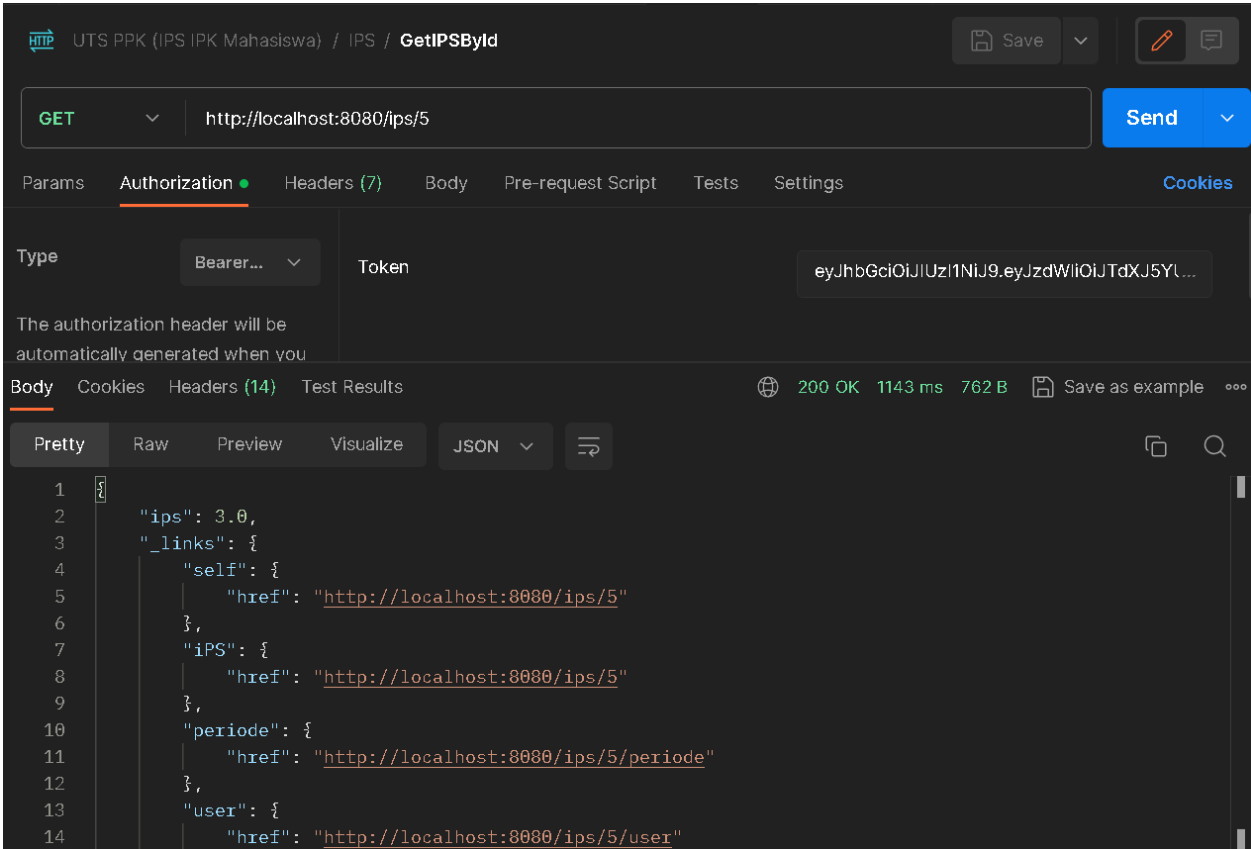 HTTP UTS PPK (IPS IPK Mahasiswa) / IPS / GetIPSById Save
GET http://localhost:8080/ips/5 Send
Params Authorization Headers (7) Body Pre-request Script Tests Settings Cookies
Type Bearer... Token
The authorization header will be
automatically generated when you
Body Cookies Headers (14) Test Results 200 OK 1143 ms 762 B Save as example
Pretty Raw Preview Visualize JSON
1 {
2 "ips": 3.0,
3 "_links": {
4 "self": {
5 "href": "http://localhost:8080/ips/5"
6 },
7 "iPS": {
8 "href": "http://localhost:8080/ips/5"
9 },
10 "periode": {
11 "href": "http://localhost:8080/ips/5/periode"
12 },
13 "user": {
14 "href": "http://localhost:8080/ips/5/user"